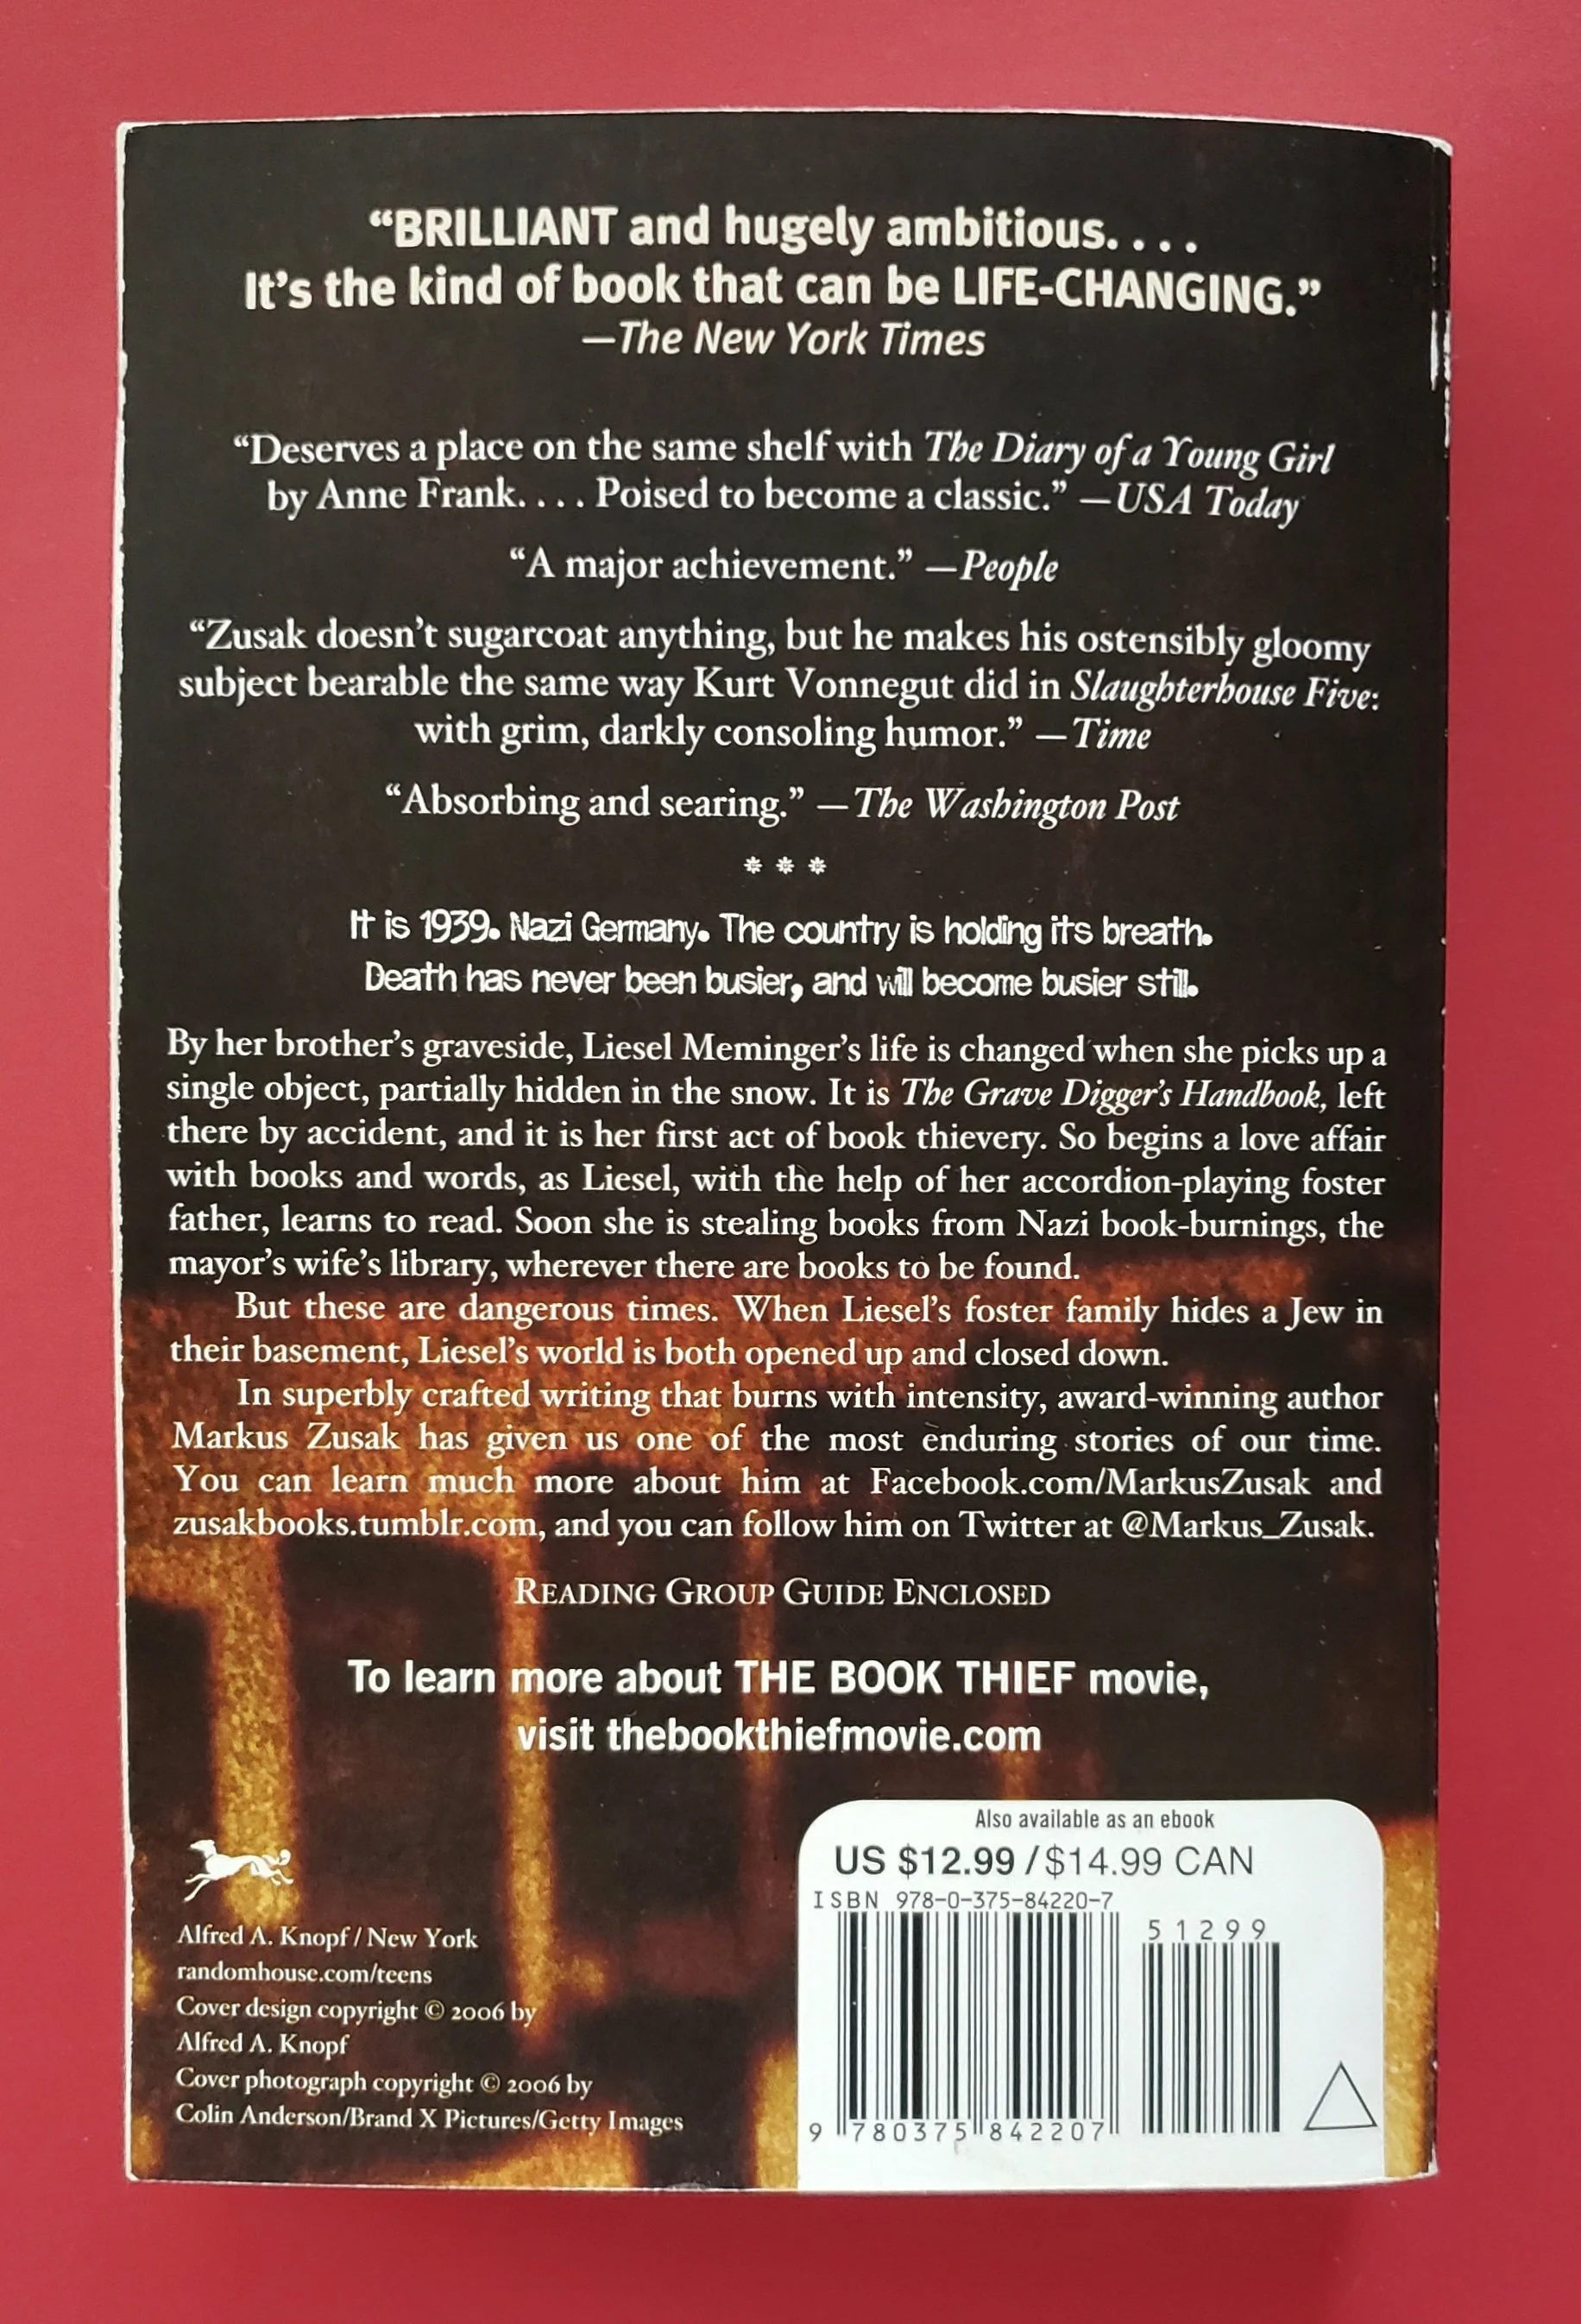 “BRILLIANT and hugely ambitious. . . .
It’s the kind of book that can be LIFE-CHANGING.”
—The New York Times
“Deserves a place on the same shelf with The Diary of a Young Girl
by Anne Frank. . . . Poised to become a classic.” —USA Today
“A major achievement.” —People
“Zusak doesn’t sugarcoat anything, but he makes his ostensibly gloomy
subject bearable the same way Kurt Vonnegut did in Slaughterhouse Five:
with grim, darkly consoling humor.” —Time
“Absorbing and searing.” —The Washington Post
* * *
It is 1939. Nazi Germany. The country is holding its breath.
Death has never been busier, and will become busier still.
By her brother’s graveside, Liesel Meminger’s life is changed when she picks up a
single object, partially hidden in the snow. It is The Grave Digger’s Handbook, left
there by accident, and it is her first act of book thievery. So begins a love affair
with books and words, as Liesel, with the help of her accordion-playing foster
father, learns to read. Soon she is stealing books from Nazi book-burnings, the
mayor’s wife’s library, wherever there are books to be found.
But these are dangerous times. When Liesel’s foster family hides a Jew in
their basement, Liesel’s world is both opened up and closed down.
In superbly crafted writing that burns with intensity, award-winning author
Markus Zusak has given us one of the most enduring stories of our time.
You can learn much more about him at Facebook.com/MarkusZusak and
zusakbooks.tumblr.com, and you can follow him on Twitter at @Markus_Zusak.
READING GROUP GUIDE ENCLOSED
To learn more about THE BOOK THIEF movie,
visit thebookthiefmovie.com
Alfred A. Knopf / New York
randomhouse.com/teens
Cover design copyright © 2006 by
Alfred A. Knopf
Cover photograph copyright © 2006 by
Colin Anderson/Brand X Pictures/Getty Images
Also available as an ebook
US $12.99 / $14.99 CAN
ISBN 978-0-375-84220-7
51299
9 780375 842207